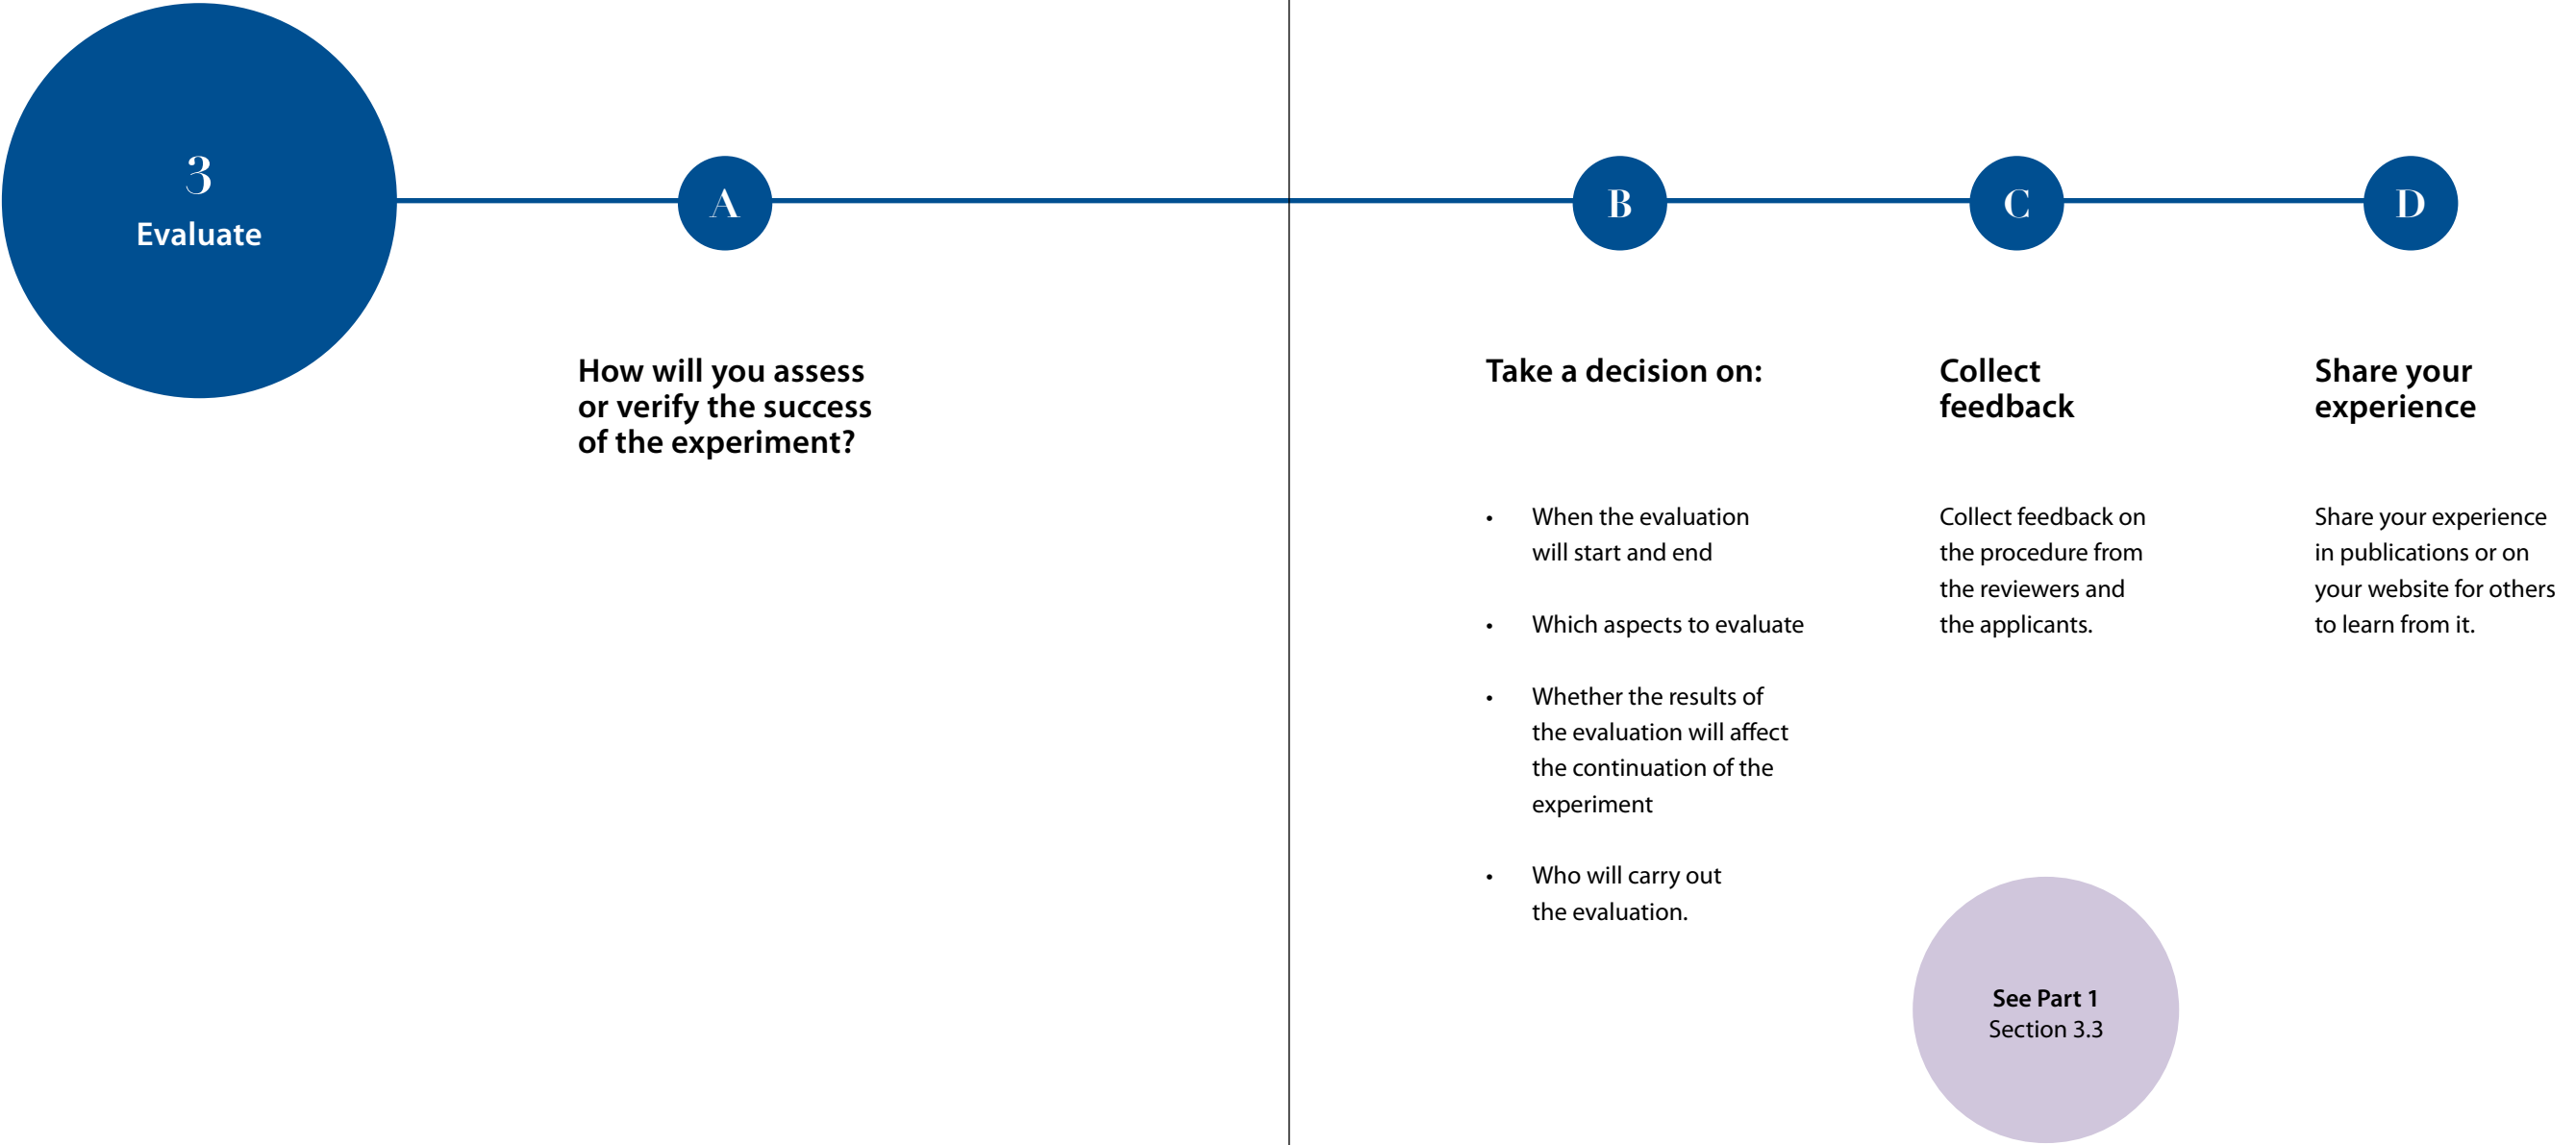 3
Evaluate
A
How will you assess
or verify the success
of the experiment?
B
Take a decision on:
• When the evaluation
will start and end
• Which aspects to evaluate
• Whether the results of
the evaluation will affect
the continuation of the
experiment
• Who will carry out
the evaluation.
C
Collect
feedback
Collect feedback on
the procedure from
the reviewers and
the applicants.
See Part 1
Section 3.3
D
Share your
experience
Share your experience
in publications or on
your website for others
to learn from it.